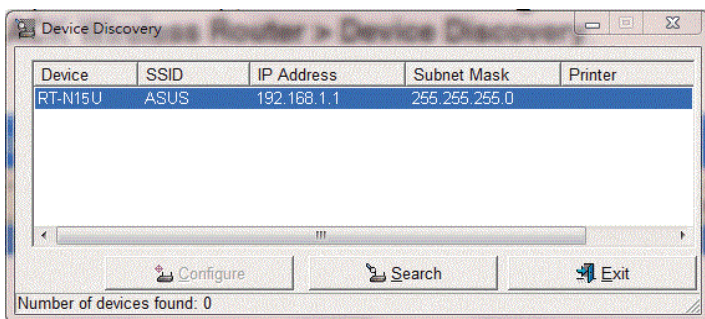 Device Discovery
Device SSID IP Address Subnet Mask Printer
RT-N15U ASUS 192.168.1.1 255.255.255.0
Configure Search Exit
Number of devices found: 0